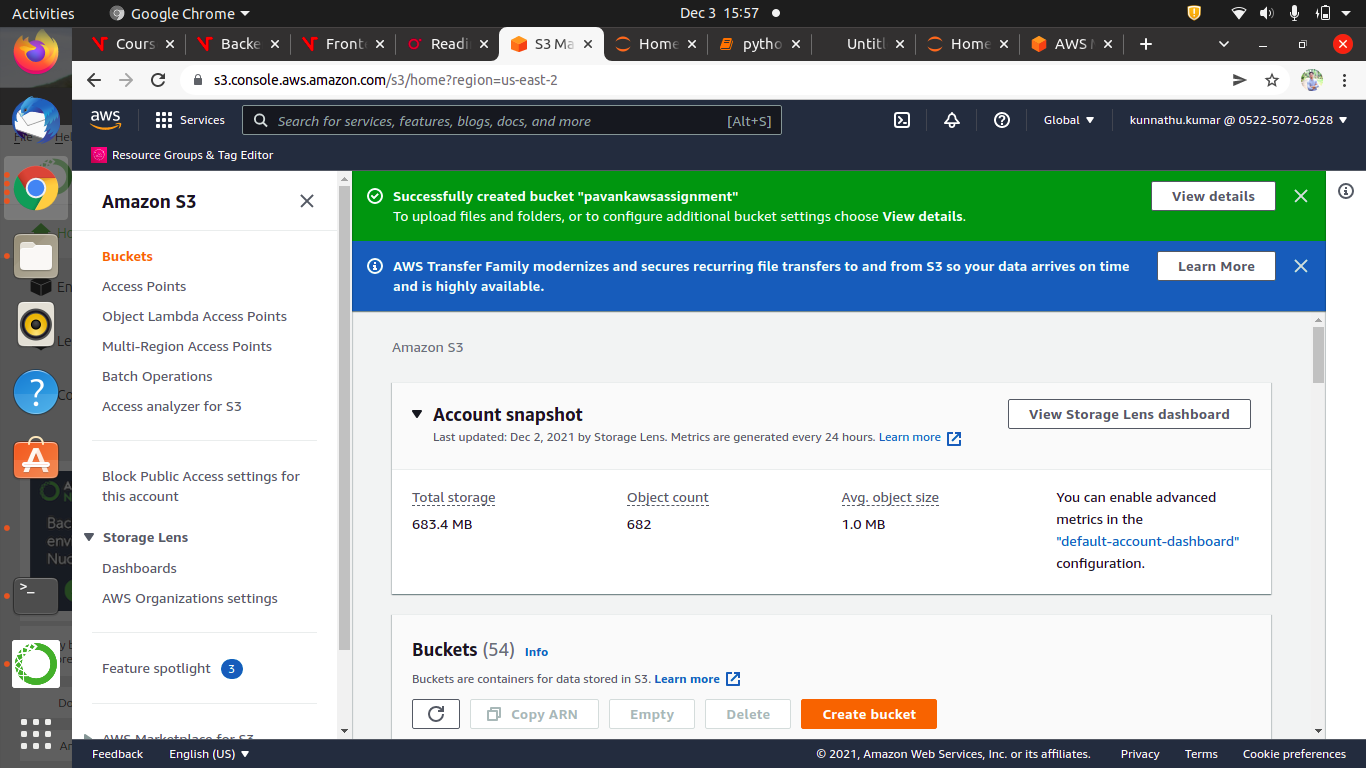 Activities
Google Chrome
Dec 3 15:57
Cours
Backe
Front
Readi
S3 Ma
Home
pytho
Untitl
Home
AWS M
s3.console.aws.amazon.com/s3/home?region=us-east-2
aws
Services
Search for services, features, blogs, docs, and more
[Alt+S]
Global
kunnathu.kumar @ 0522-5072-0528
Resource Groups & Tag Editor
Amazon S3
Buckets
Access Points
Object Lambda Access Points
Multi-Region Access Points
Batch Operations
Access analyzer for S3
Block Public Access settings for
this account
Storage Lens
Dashboards
AWS Organizations settings
Feature spotlight 3
AWS Marketplace for S3
Successfully created bucket "pavankawsassignment"
To upload files and folders, or to configure additional bucket settings choose View details.
View details
AWS Transfer Family modernizes and secures recurring file transfers to and from S3 so your data arrives on time
and is highly available.
Learn More
Amazon S3
Account snapshot
Last updated: Dec 2, 2021 by Storage Lens. Metrics are generated every 24 hours. Learn more
View Storage Lens dashboard
Total storage
683.4 MB
Object count
682
Avg. object size
1.0 MB
You can enable advanced
metrics in the
"default-account-dashboard"
configuration.
Buckets (54) Info
Buckets are containers for data stored in S3. Learn more
Copy ARN
Empty
Delete
Create bucket
Feedback
English (US)
© 2021, Amazon Web Services, Inc. or its affiliates.
Privacy
Terms
Cookie preferences